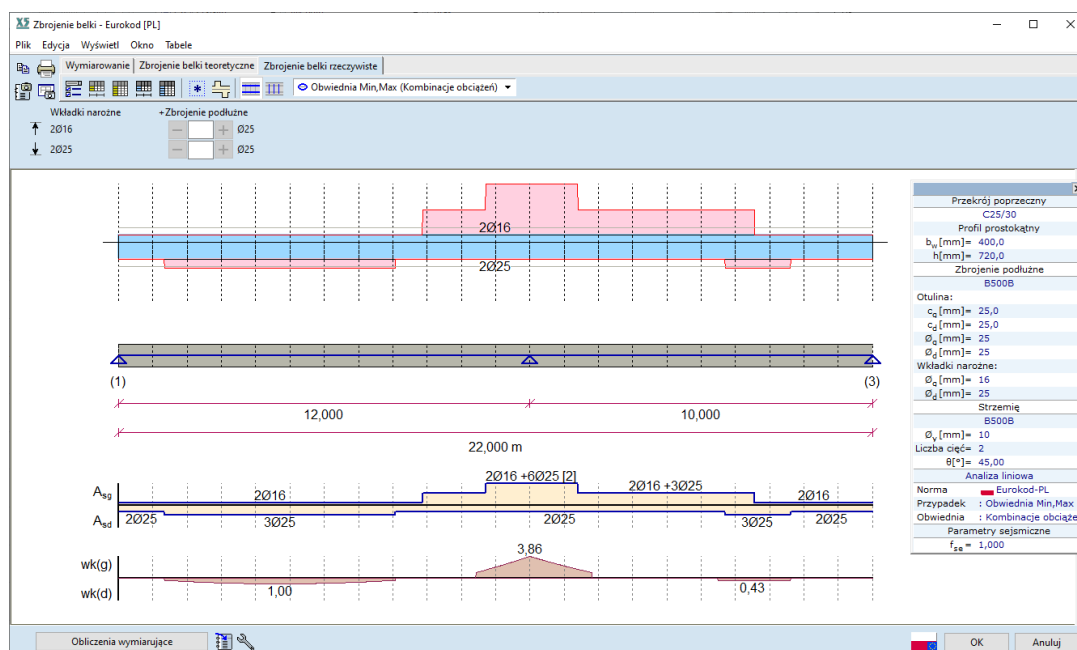 Zbrojenie belki - Eurokod [PL]
Plik Edycja Wyświetl Okno Tabele
Wymiarowanie Zbrojenie belki teoretyczne Zbrojenie belki rzeczywiste
Obwiednia Min,Max (Kombinacje obciążeń)
Wkładki narożne +Zbrojenie podłużne
2Ø16 − + Ø25
2Ø25 − + Ø25
2Ø16
2Ø25
(1) (3)
12,000 10,000
22,000 m
2Ø16 +6Ø25 [2]
Asg 2Ø16 2Ø16 +3Ø25 2Ø16
Asd 2Ø25 3Ø25 2Ø25 3Ø25 2Ø25
3,86
wk(g)
wk(d) 1,00 0,43
Przekrój poprzeczny
C25/30
Profil prostokątny
bw[mm]= 400,0
h[mm]= 720,0
Zbrojenie podłużne
B500B
Otulina:
cg[mm]= 25,0
cd[mm]= 25,0
Øg[mm]= 25
Ød[mm]= 25
Wkładki narożne:
Øg[mm]= 16
Ød[mm]= 25
Strzemię
B500B
Øv[mm]= 10
Liczba cięć= 2
θ[°]= 45,00
Analiza liniowa
Norma Eurokod-PL
Przypadek : Obwiednia Min,Max
Obwiednia : Kombinacje obciąże
Parametry sejsmiczne
fse= 1,000
Obliczenia wymiarujące OK Anuluj